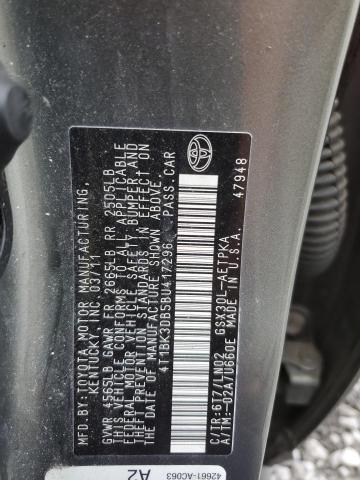 MFD.BY:TOYOTA MOTOR MANUFACTURING,
KENTUCKY, INC. 03/11
GVWR 4565LB GAWR FR 2665LB RR 2505LB
THIS VEHICLE CONFORMS TO ALL APPLICABLE
FEDERAL MOTOR VEHICLE SAFETY, BUMPER, AND
THEFT PREVENTION STANDARDS IN EFFECT ON
THE DATE OF MANUFACTURE SHOWN ABOVE.
4T1BK3DB5BU417296 PASS.CAR
TOYOTA
47948
C/TR:6T7/LN02 GSX30L-AETPKA
A/TM:-02A/U660E MADE IN U.S.A.
42661-AC063
A2